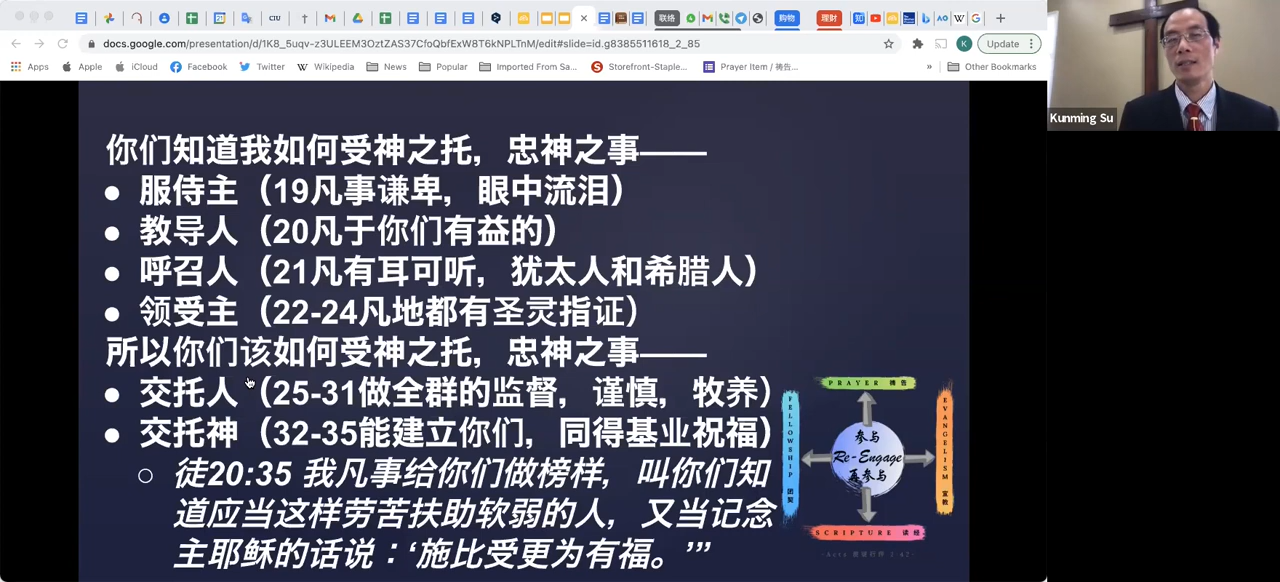 CIU
联络
购物
理财
知
AO
W
G
docs.google.com/presentation/d/1K8_5uqv-z3ULEEM3OztZAS37CfoQbfExW8T6kNPLTnM/edit#slide=id.g8385511618_2_85
K
Update
Apps
Apple
iCloud
Facebook
Twitter
Wikipedia
News
Popular
Imported From Sa...
Storefront-Staple...
Prayer Item / 祷告...
»
Other Bookmarks
Kunming Su
你们知道我如何受神之托，忠神之事——
● 服侍主（19凡事谦卑，眼中流泪）
● 教导人（20凡于你们有益的）
● 呼召人（21凡有耳可听，犹太人和希腊人）
● 领受主（22-24凡地都有圣灵指证）
所以你们该如何受神之托，忠神之事——
● 交托人（25-31做全群的监督，谨慎，牧养）
● 交托神（32-35能建立你们，同得基业祝福）
○ 徒20:35 我凡事给你们做榜样，叫你们知
道应当这样劳苦扶助软弱的人，又当记念
主耶稣的话说：‘施比受更为有福。’”
PRAYER 祷告
FELLOWSHIP 团契
参与
Re-Engage
再参与
EVANGELISM 宣教
SCRIPTURE 读经